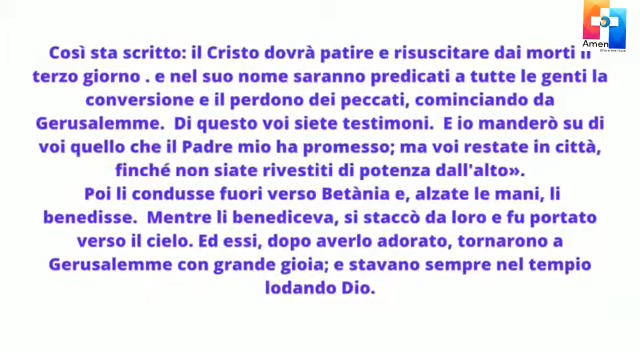 Così sta scritto: il Cristo dovrà patire e risuscitare dai morti il
terzo giorno . e nel suo nome saranno predicati a tutte le genti la
conversione e il perdono dei peccati, cominciando da
Gerusalemme. Di questo voi siete testimoni. E io manderò su di
voi quello che il Padre mio ha promesso; ma voi restate in città,
finché non siate rivestiti di potenza dall'alto».
Poi li condusse fuori verso Betània e, alzate le mani, li
benedisse. Mentre li benediceva, si staccò da loro e fu portato
verso il cielo. Ed essi, dopo averlo adorato, tornarono a
Gerusalemme con grande gioia; e stavano sempre nel tempio
lodando Dio.
Amen